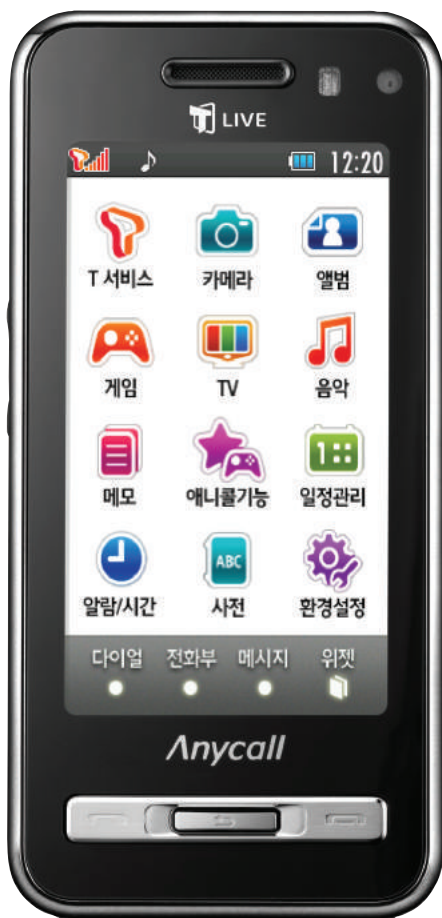 T LIVE
12:20
T 서비스 카메라 앨범
게임 TV 음악
메모 애니콜기능 일정관리
1
ABC
알람/시간 사전 환경설정
다이얼 전화부 메시지 위젯
Anycall